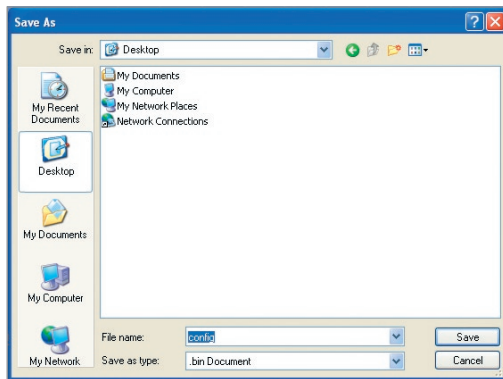 Save As
Save in:
Desktop
My Recent
Documents
Desktop
My Documents
My Computer
My Network
My Documents
My Computer
My Network Places
Network Connections
File name:
config
Save
Save as type:
.bin Document
Cancel